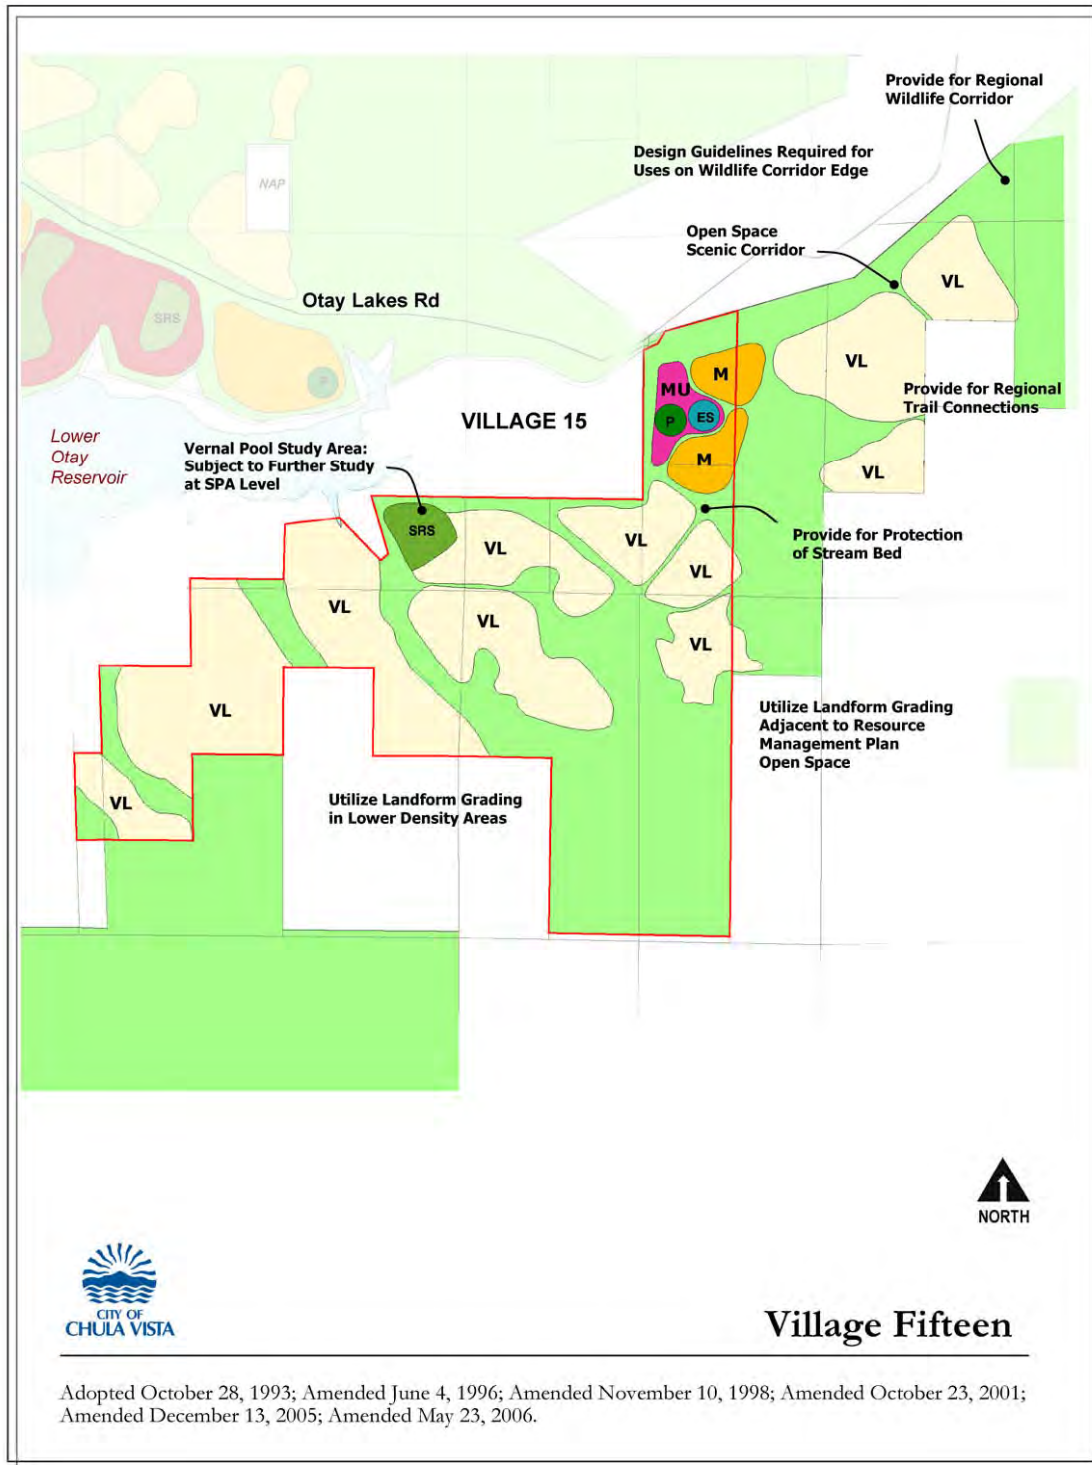 Provide for Regional
Wildlife Corridor
Design Guidelines Required for
Uses on Wildlife Corridor Edge
NAP
Open Space
Scenic Corridor
VL
Otay Lakes Rd
SRS
VL
M
MU
P
Provide for Regional
Trail Connections
P
ES
VILLAGE 15
Lower
Otay
Reservoir
Vernal Pool Study Area:
Subject to Further Study
at SPA Level
M
VL
SRS
VL
VL
Provide for Protection
of Stream Bed
VL
VL
VL
VL
VL
Utilize Landform Grading
Adjacent to Resource
Management Plan
Open Space
VL
Utilize Landform Grading
in Lower Density Areas
NORTH
CITY OF
CHULA VISTA
Village Fifteen
Adopted October 28, 1993; Amended June 4, 1996; Amended November 10, 1998; Amended October 23, 2001;
Amended December 13, 2005; Amended May 23, 2006.